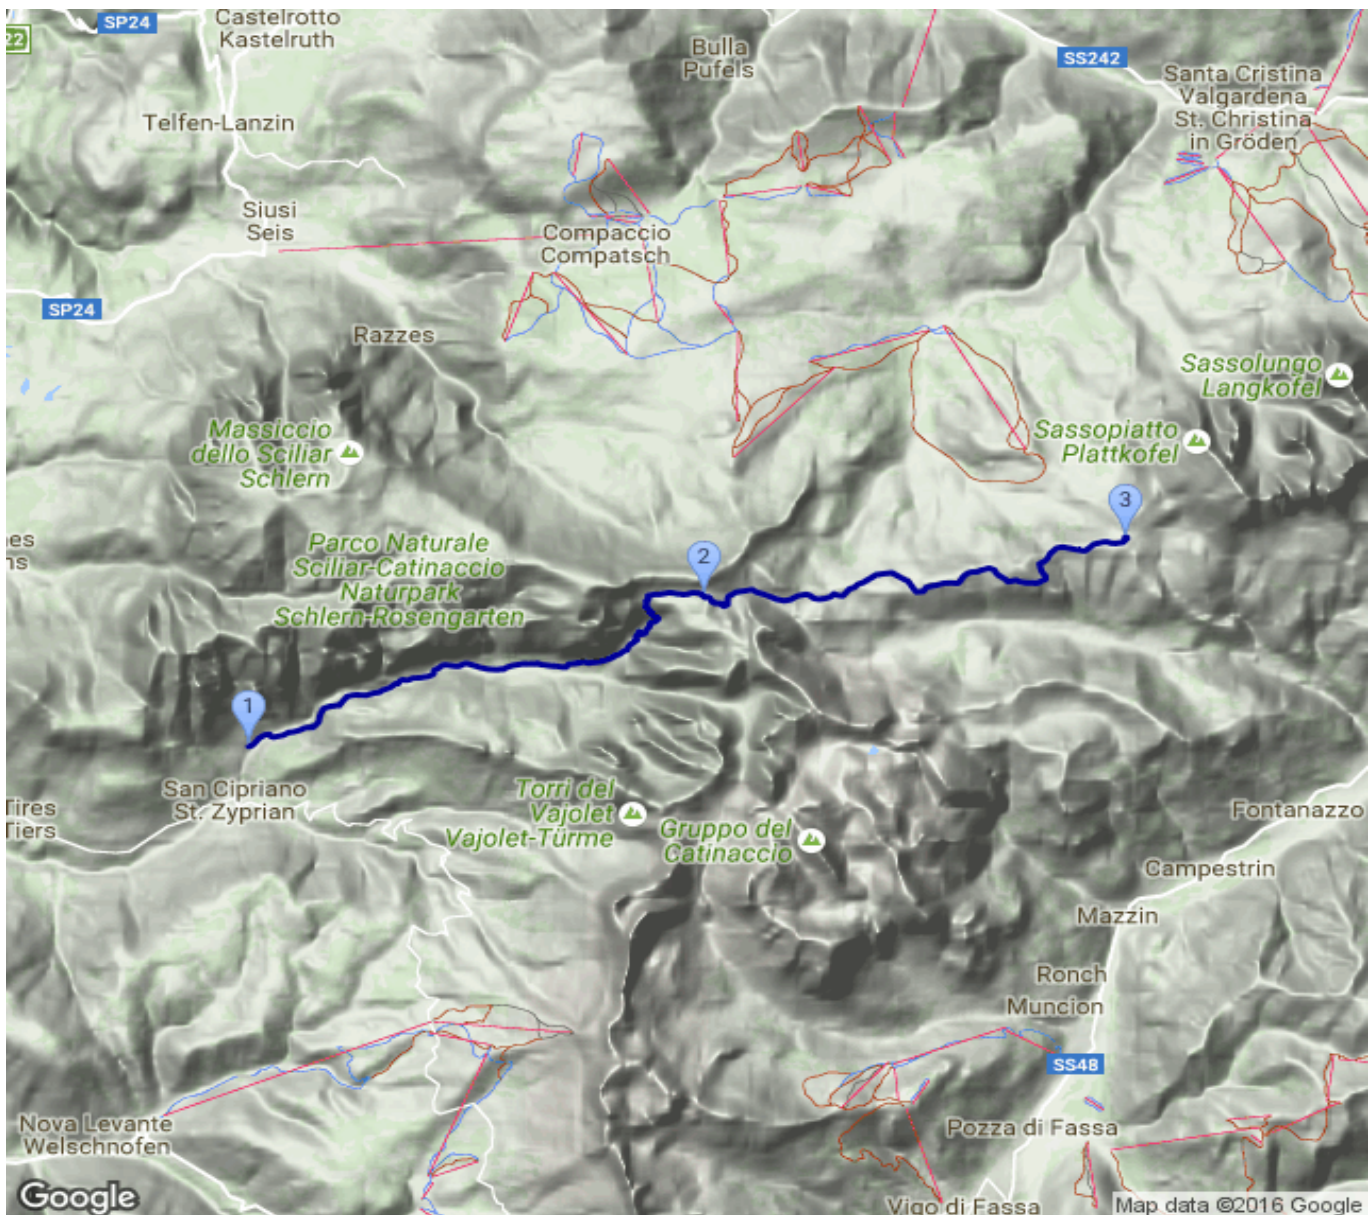 SP24
Castelrotto
Kastelruth
22
Bulla
Pufels
SS242
Santa Cristina
Valgardena
St. Christina
in Gröden
Telfen-Lanzin
Siusi
Seis
Compaccio
Compatsch
SP24
Razzes
Sassolungo
Langkofel
Massiccio
dello Sciliar
Schlern
Sassopiatto
Plattkofel
3
es
ns
Parco Naturale
Sciliar-Catinaccio
Naturpark
Schlern-Rosengarten
2
1
San Cipriano
St. Zyprian
Tires
Tiers
Torri del
Vajolet
Vajolet-Türme
Gruppo del
Catinaccio
Fontanazzo
Campestrin
Mazzin
Ronch
Muncion
SS48
Nova Levante
Welschnofen
Pozza di Fassa
Vigo di Fassa
Google
Map data ©2016 Google